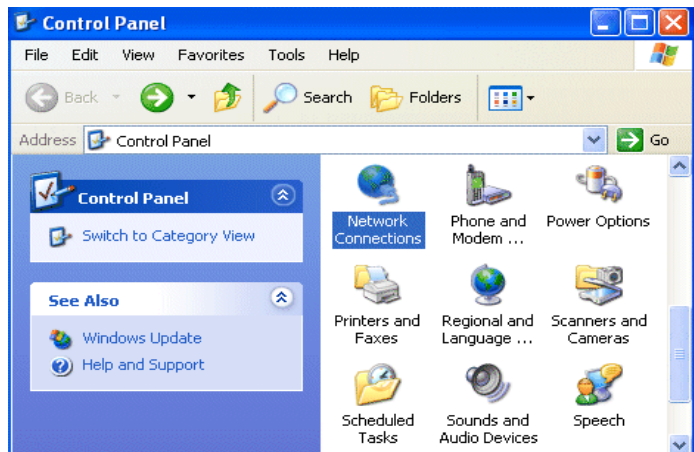 Control Panel
File Edit View Favorites Tools Help
Back Search Folders
Address Control Panel Go
Control Panel
Switch to Category View
See Also
Windows Update
Help and Support
Network
Connections
Phone and
Modem ...
Power Options
Printers and
Faxes
Regional and
Language ...
Scanners and
Cameras
Scheduled
Tasks
Sounds and
Audio Devices
Speech